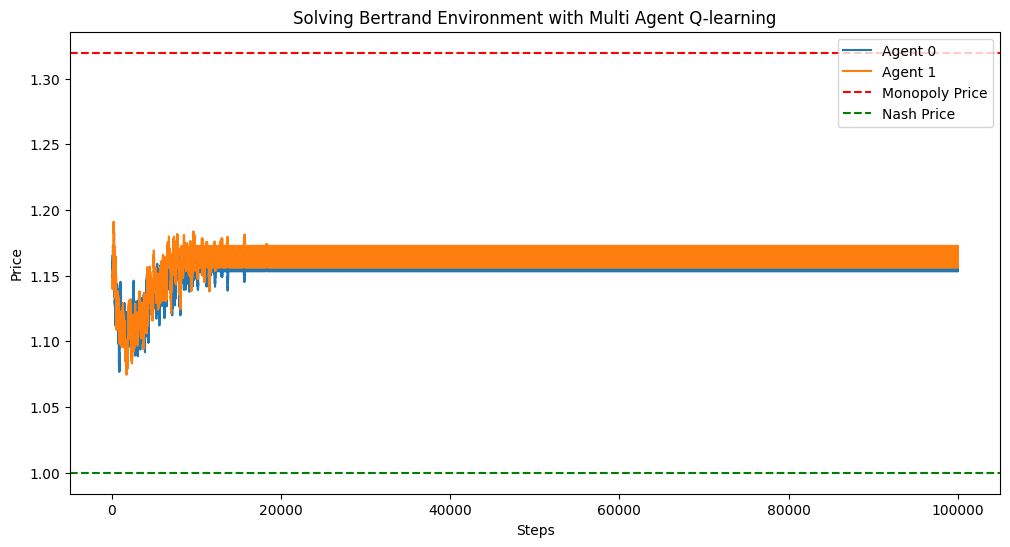 Solving Bertrand Environment with Multi Agent Q-learning
Agent 0
Agent 1
Monopoly Price
Nash Price
Price
1.30
1.25
1.20
1.15
1.10
1.05
1.00
0
20000
40000
60000
80000
100000
Steps